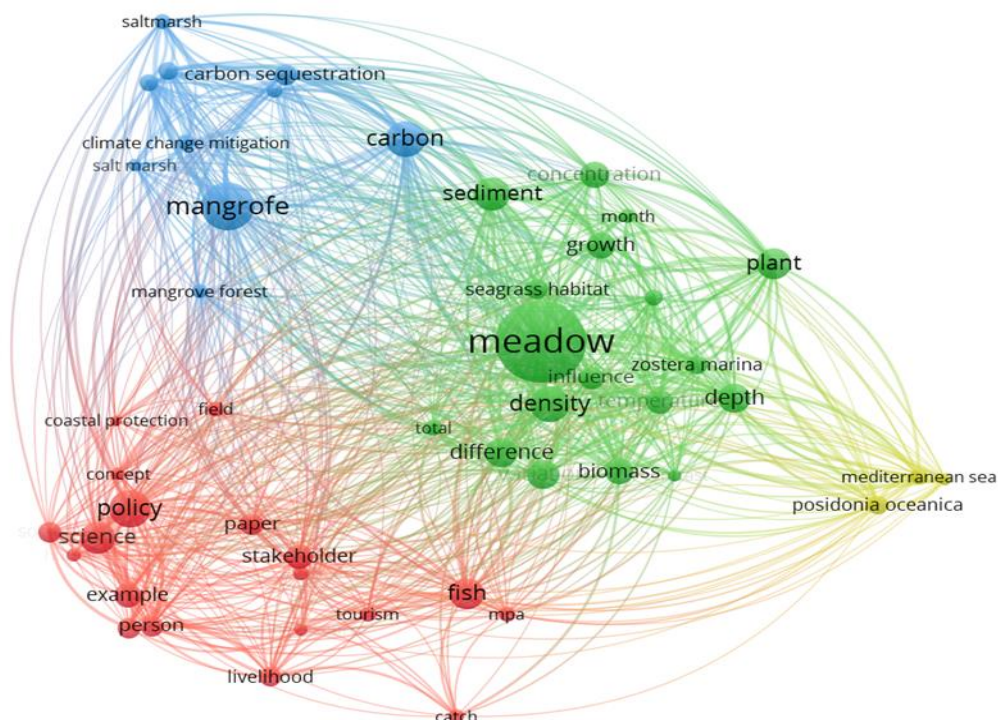 saltmarsh
carbon sequestration
carbon
climate change mitigation
salt marsh
concentration
sediment
mangrofe
month
growth
plant
mangrove forest
seagrass habitat
meadow
zostera marina
influence
temperature
depth
density
field
coastal protection
total
difference
biomass
concept
mediterranean sea
posidonia oceanica
policy
paper
science
stakeholder
example
fish
tourism
mpa
person
livelihood
catch